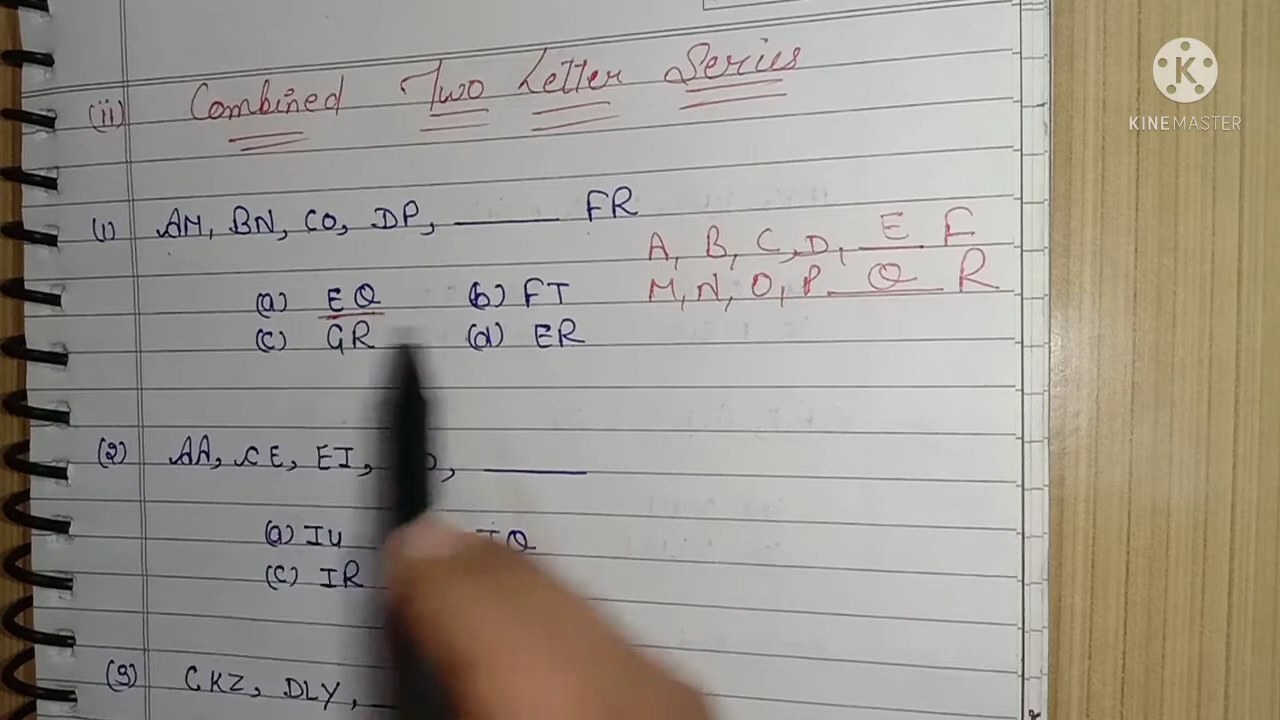 (ii) Combined Two Letter Series
(1) AM, BN, CO, DP, ______ FR
A, B, C, D, E F
(a) EQ (b) FT
M, N, O, P Q R
(c) GR (d) ER
(2) AA, CE, EI, ______
(a) IU IQ
(c) IR
(3) CKZ, DLY,
K
KINEMASTER